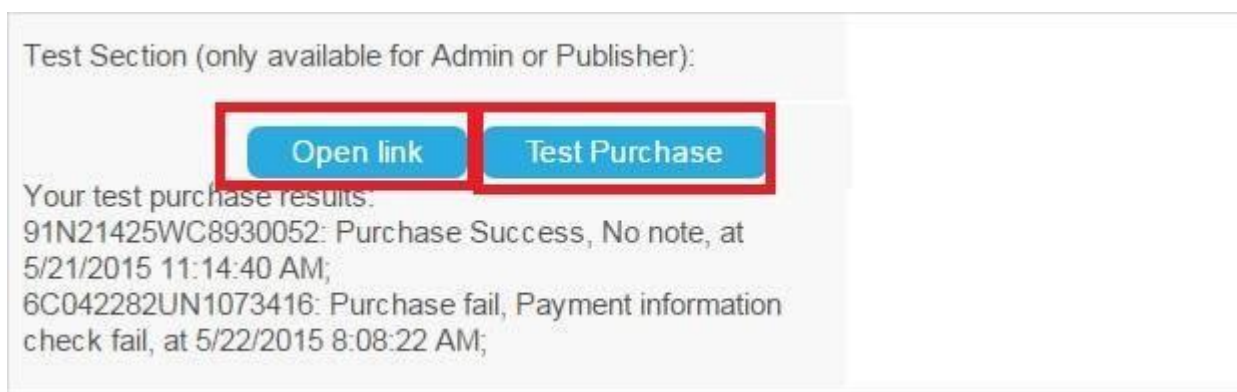 Test Section (only available for Admin or Publisher):
Open link Test Purchase
Your test purchase results:
91N21425WC8930052: Purchase Success, No note, at
5/21/2015 11:14:40 AM;
6C042282UN1073416: Purchase fail, Payment information
check fail, at 5/22/2015 8:08:22 AM;